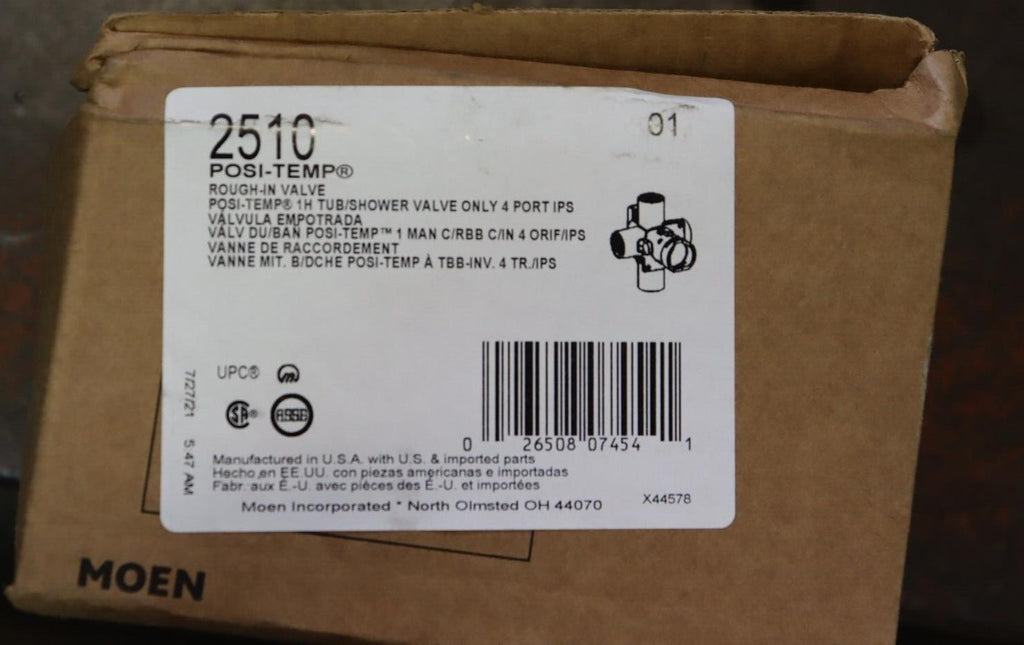 2510
01
POSI-TEMP®
ROUGH-IN VALVE
POSI-TEMP® 1H TUB/SHOWER VALVE ONLY 4 PORT IPS
VÁLVULA EMPOTRADA
VÁLV DU/BAÑ POSI-TEMP™ 1 MAN C/RBB C/IN 4 ORIF/IPS
VANNE DE RACCORDEMENT
VANNE MIT. B/DCHE POSI-TEMP À TBB-INV. 4 TR./IPS
UPC®
SA®
ASSE
7/27/21 5:47 AM
0 26508 07454 1
Manufactured in U.S.A. with U.S. & imported parts
Hecho en EE.UU. con piezas americanas e importadas
Fabr. aux É.-U. avec pièces des É.-U. et importées
X44578
Moen Incorporated * North Olmsted OH 44070
MOEN